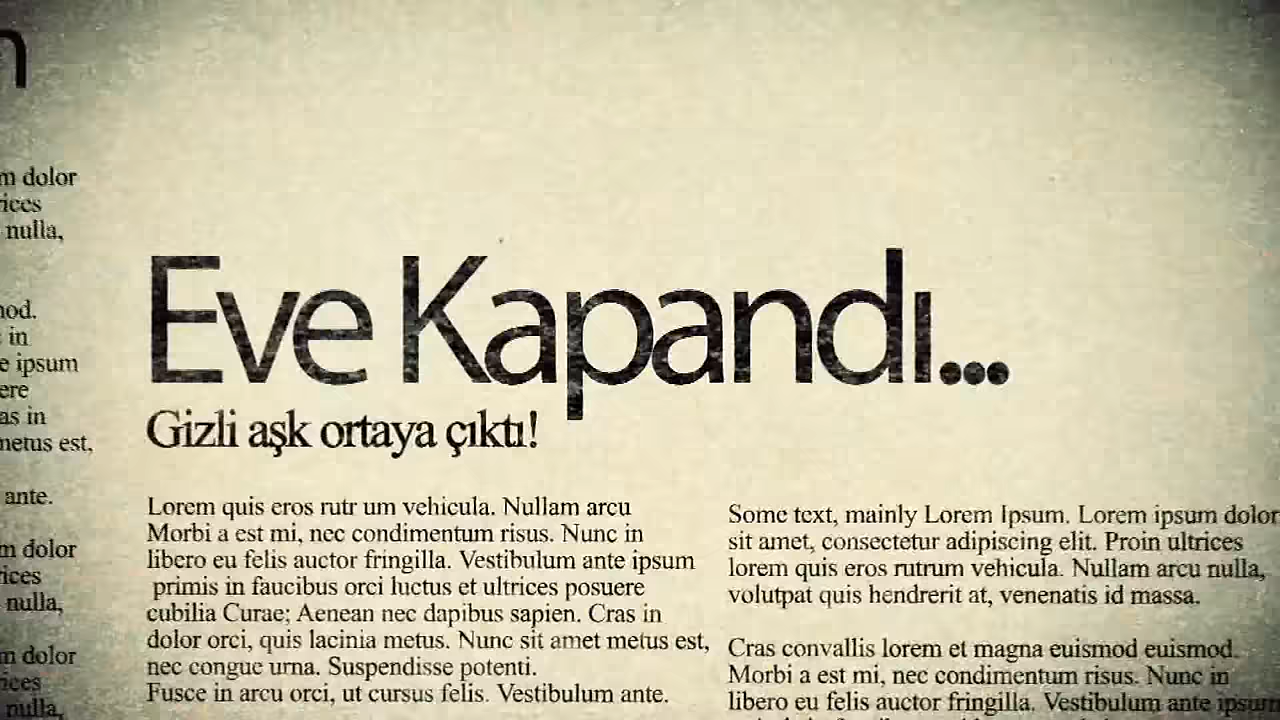 n
m dolor
rices
nulla,
nod.
in
e ipsum
ere
as in
metus est,
ante.
m dolor
ices
nulla,
m dolor
ices
nulla,
Eve Kapandı...
Gizli aşk ortaya çıktı!
Lorem quis eros rutr um vehicula. Nullam arcu
Morbi a est mi, nec condimentum risus. Nunc in
libero eu felis auctor fringilla. Vestibulum ante ipsum
primis in faucibus orci luctus et ultrices posuere
cubilia Curae; Aenean nec dapibus sapien. Cras in
dolor orci, quis lacinia metus. Nunc sit amet metus est,
nec congue urna. Suspendisse potenti.
Fusce in arcu orci, ut cursus felis. Vestibulum ante.
Some text, mainly Lorem Ipsum. Lorem ipsum dolor
sit amet, consectetur adipiscing elit. Proin ultrices
lorem quis eros rutrum vehicula. Nullam arcu nulla,
volutpat quis hendrerit at, venenatis id massa.
Cras convallis lorem et magna euismod euismod.
Morbi a est mi, nec condimentum risus. Nunc in
libero eu felis auctor fringilla. Vestibulum ante ipsum